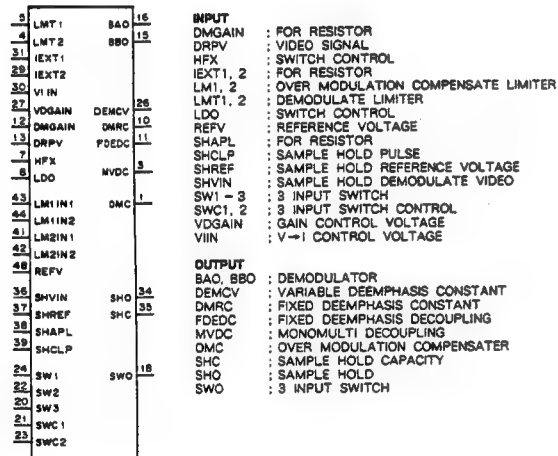 5 LMT1 BAO 16
4 LMT2 BBO 15
31 IEXT1
29 IEXT2
30 VI IN
27 VDGAIN DEMCV 26
12 DMGAIN DMRC 10
13 DRPV FDEDC 11
7 HFX
8 LDO MVDC 3
43 LM1IN1 OMC 1
44 LM1IN2
41 LM2IN1
42 LM2IN2
48 REFV
36 SHVIN SHO 34
37 SHREF SHC 35
38 SHAPL
39 SHCLP
24 SW1 SWO 18
22 SW2
20 SW3
21 SWC1
23 SWC2
INPUT
DMGAIN ; FOR RESISTOR
DRPV ; VIDEO SIGNAL
HFX ; SWITCH CONTROL
IEXT1, 2 ; FOR RESISTOR
LM1, 2 ; OVER MODULATION COMPENSATE LIMITER
LMT1, 2 ; DEMODULATE LIMITER
LDO ; SWITCH CONTROL
REFV ; REFERENCE VOLTAGE
SHAPL ; FOR RESISTOR
SHCLP ; SAMPLE HOLD PULSE
SHREF ; SAMPLE HOLD REFERENCE VOLTAGE
SHVIN ; SAMPLE HOLD DEMODULATE VIDEO
SW1 – 3 ; 3 INPUT SWITCH
SWC1, 2 ; 3 INPUT SWITCH CONTROL
VDGAIN ; GAIN CONTROL VOLTAGE
VIIN ; V→I CONTROL VOLTAGE
OUTPUT
BAO, BBO ; DEMODULATOR
DEMCV ; VARIABLE DEEMPHASIS CONSTANT
DMRC ; FIXED DEEMPHASIS CONSTANT
FDEDC ; FIXED DEEMPHASIS DECOUPLING
MVDC ; MONOMULTI DECOUPLING
OMC ; OVER MODULATION COMPENSATER
SHC ; SAMPLE HOLD CAPACITY
SHO ; SAMPLE HOLD
SWO ; 3 INPUT SWITCH